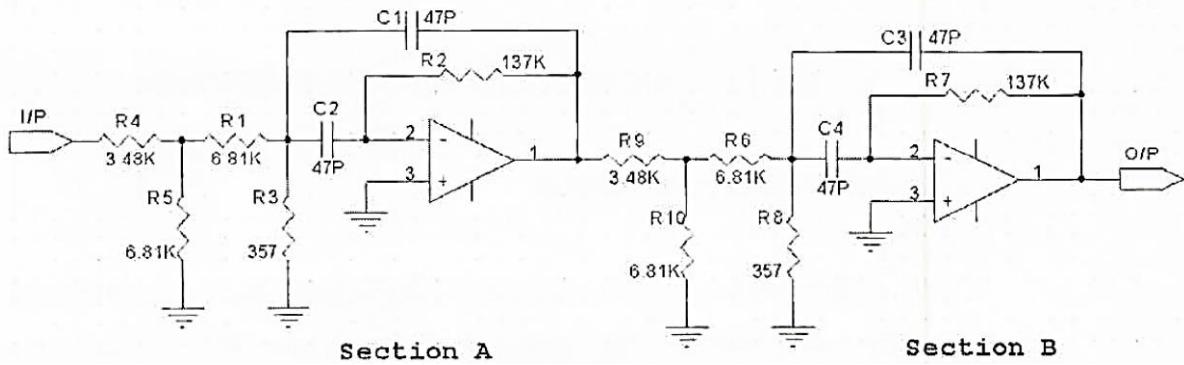 C1 47P
R2 137K
I/P
R4
3.48K
R1
6.81K
C2
47P
2
-
3
+
1
R5
6.81K
R3
357
Section A
C3 47P
R7 137K
R9
3.48K
R6
6.81K
C4
47P
2
-
3
+
1
O/P
R10
6.81K
R8
357
Section B